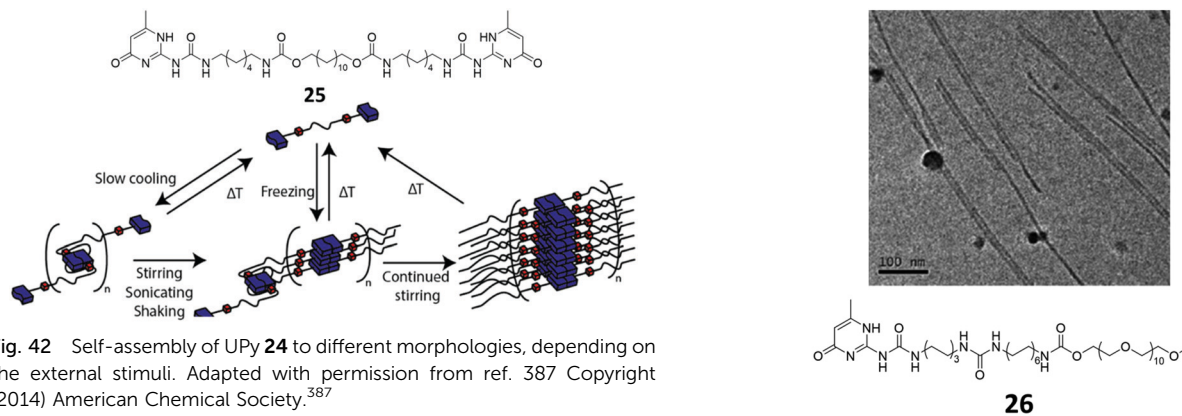 25
Slow cooling
ΔT
Freezing
ΔT
ΔT
n
Stirring
Sonicating
Shaking
n
Continued
stirring
n
ig. 42 Self-assembly of UPy 24 to different morphologies, depending on
he external stimuli. Adapted with permission from ref. 387 Copyright
2014) American Chemical Society.387
100 nm
26